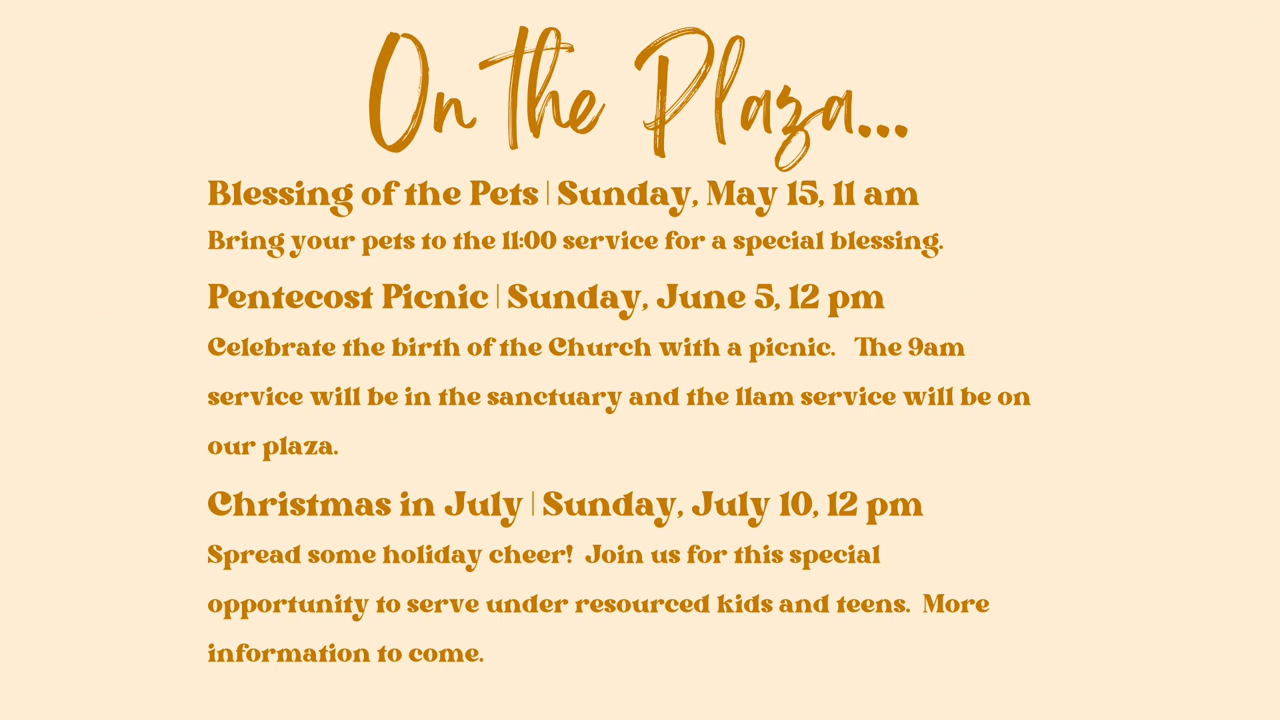 On the Plaza...
Blessing of the Pets | Sunday, May 15, 11 am
Bring your pets to the 11:00 service for a special blessing.
Pentecost Picnic | Sunday, June 5, 12 pm
Celebrate the birth of the Church with a picnic.   The 9am
service will be in the sanctuary and the 11am service will be on
our plaza.
Christmas in July | Sunday, July 10, 12 pm
Spread some holiday cheer!  Join us for this special
opportunity to serve under resourced kids and teens.  More
information to come.